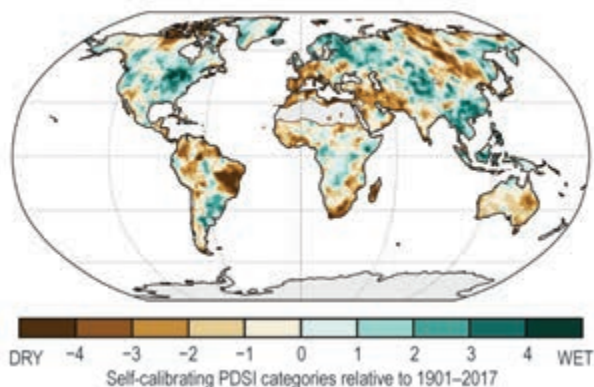 DRY −4 −3 −2 −1 0 1 2 3 4 WET
Self-calibrating PDSI categories relative to 1901–2017